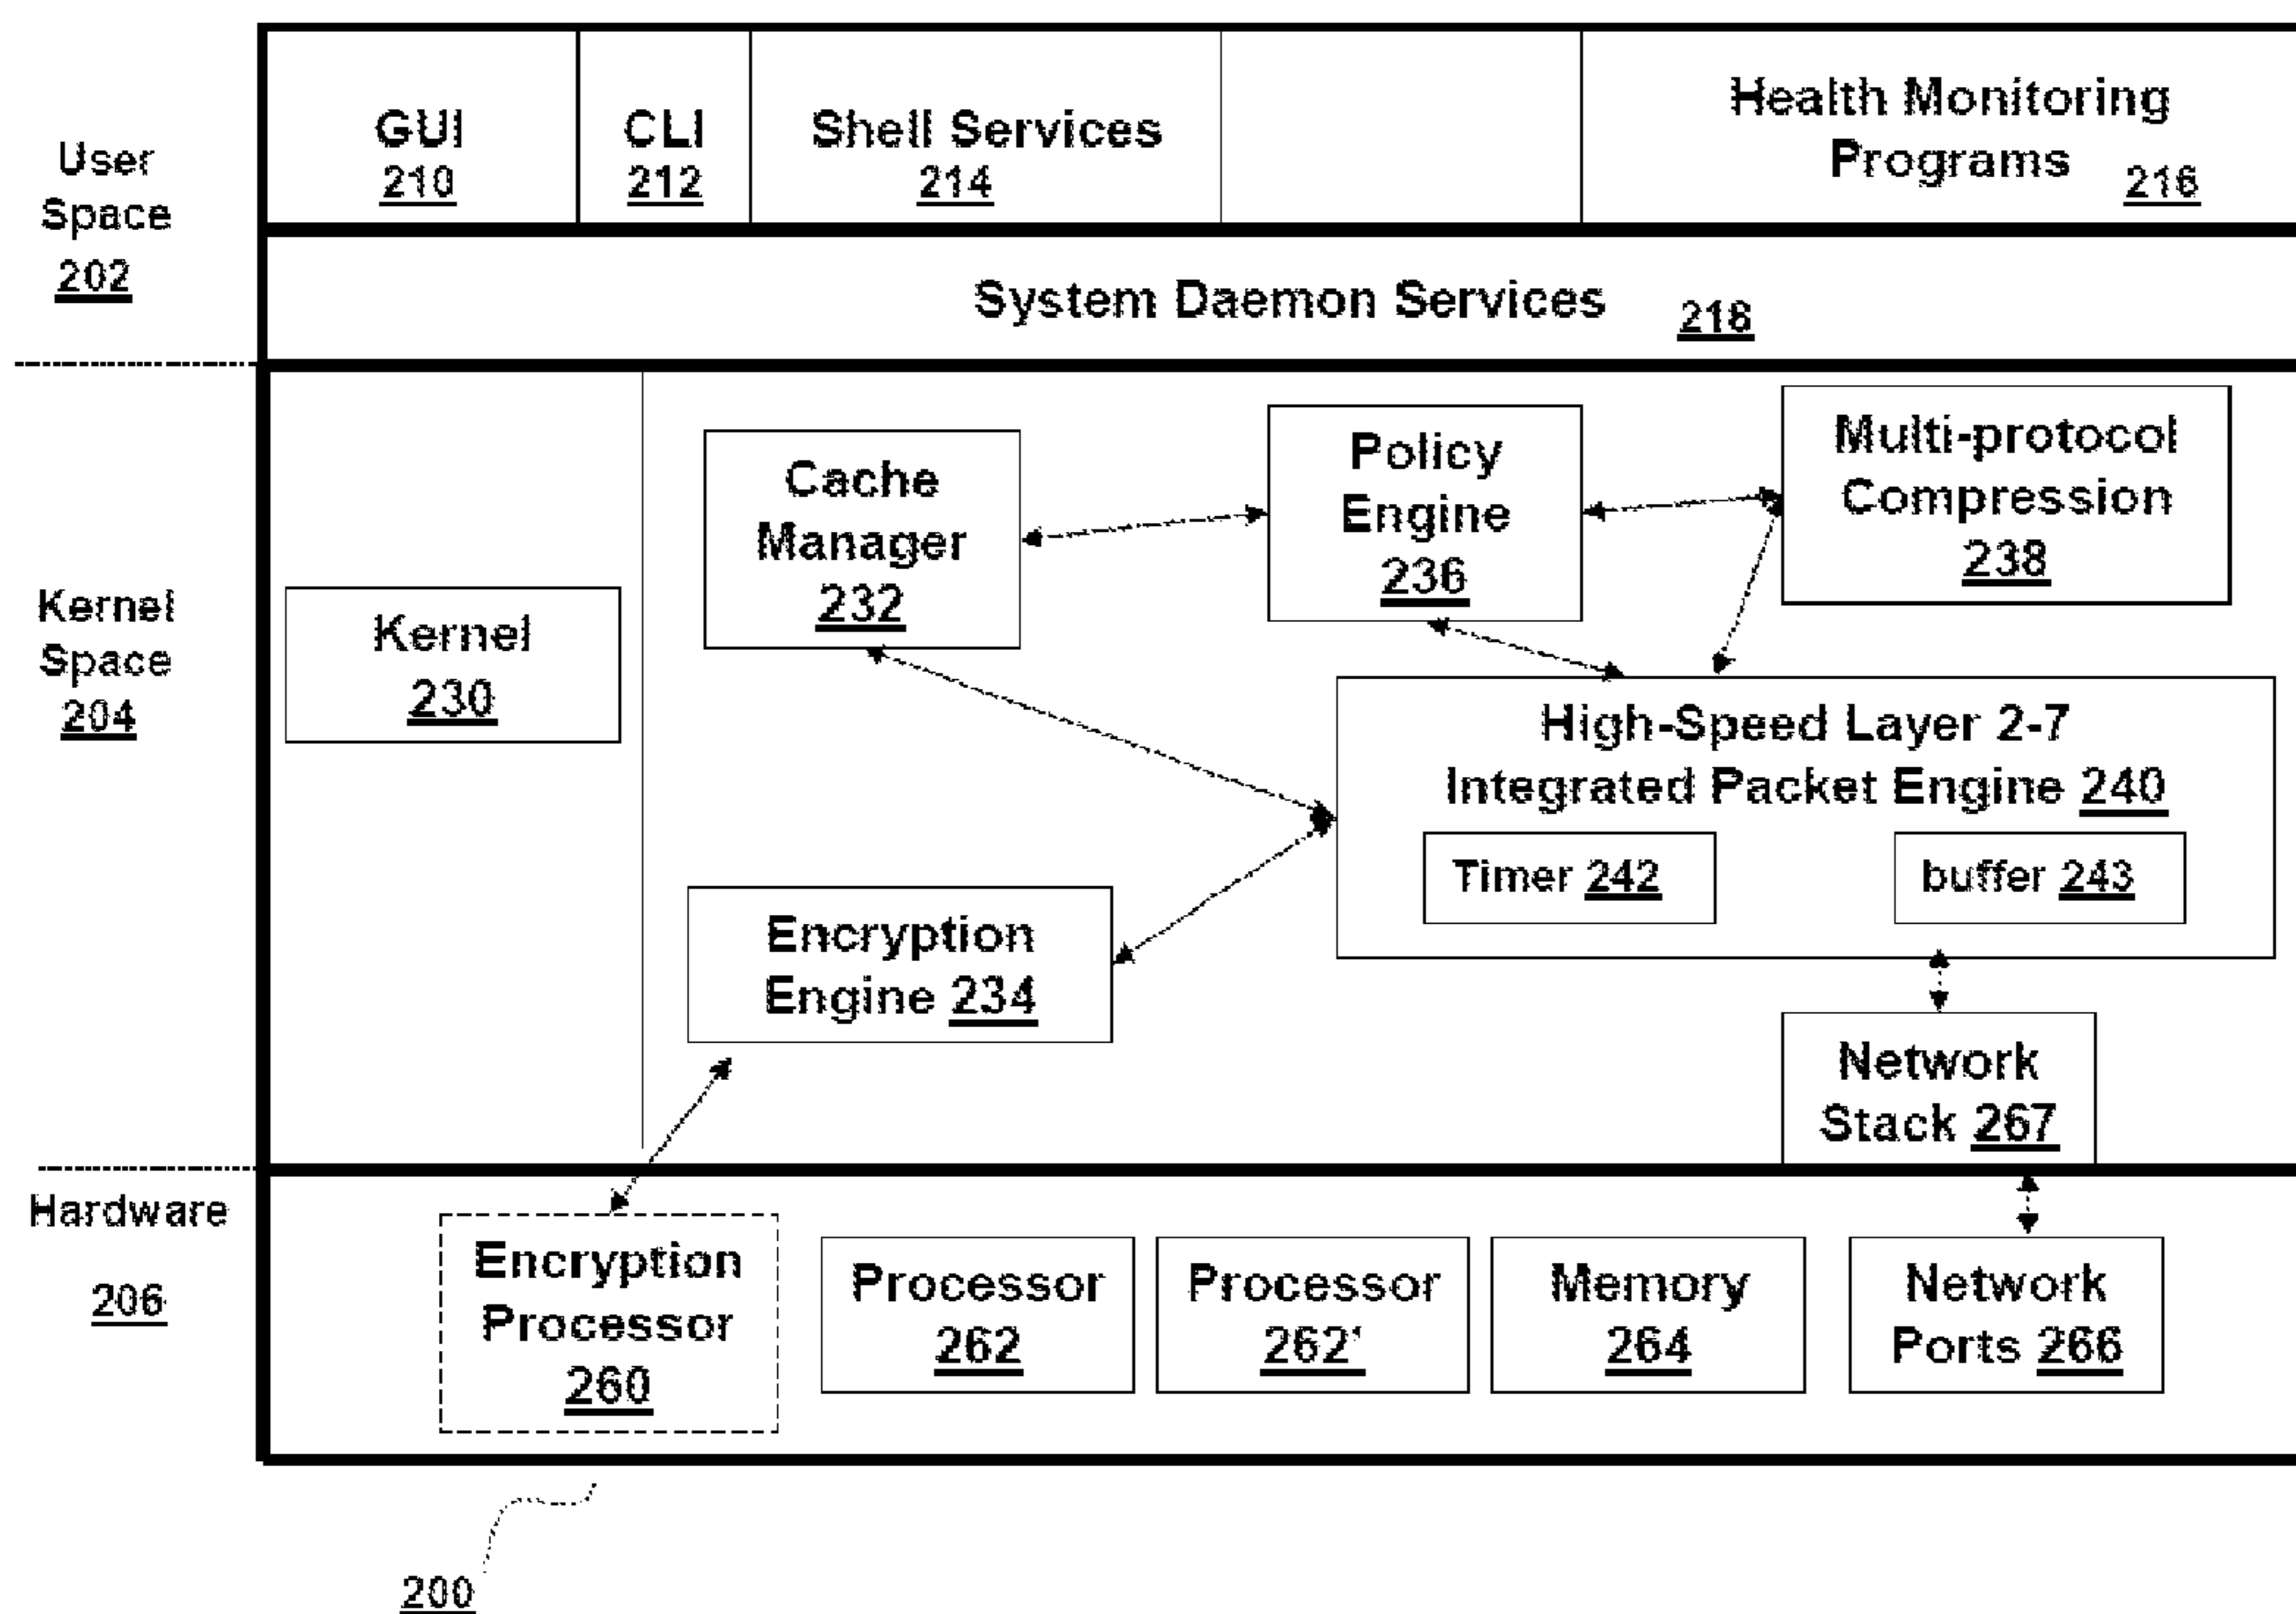 User
Space
202
GUI
210
CLI
212
Shell Services
214
Health Monitoring
Programs 216
System Daemon Services 218
Kernel
Space
204
Kernel
230
Cache
Manager
232
Policy
Engine
236
Multi-protocol
Compression
238
High-Speed Layer 2-7
Integrated Packet Engine 240
Timer 242
buffer 243
Encryption
Engine 234
Network
Stack 267
Hardware
206
Encryption
Processor
260
Processor
262
Processor
262'
Memory
264
Network
Ports 266
200